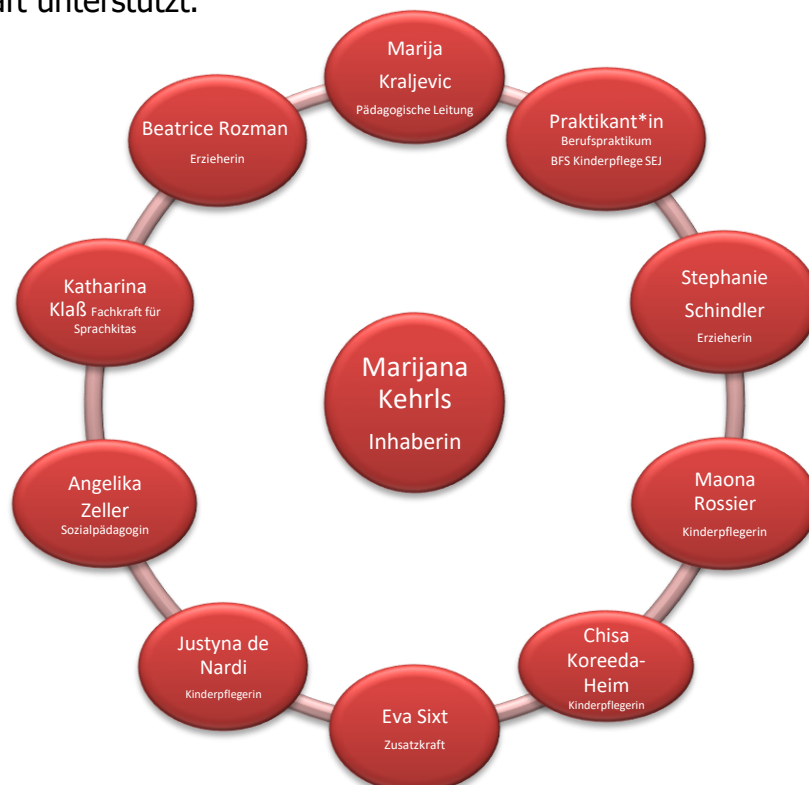 aft unterstützt.
Marija
Kraljevic
Pädagogische Leitung
Praktikant*in
Berufspraktikum
BFS Kinderpflege SEJ
Stephanie
Schindler
Erzieherin
Maona
Rossier
Kinderpflegerin
Chisa
Koreeda-
Heim
Kinderpflegerin
Eva Sixt
Zusatzkraft
Justyna de
Nardi
Kinderpflegerin
Angelika
Zeller
Sozialpädagogin
Katharina
Klaß Fachkraft für
Sprachkitas
Beatrice Rozman
Erzieherin
Marijana
Kehrls
Inhaberin